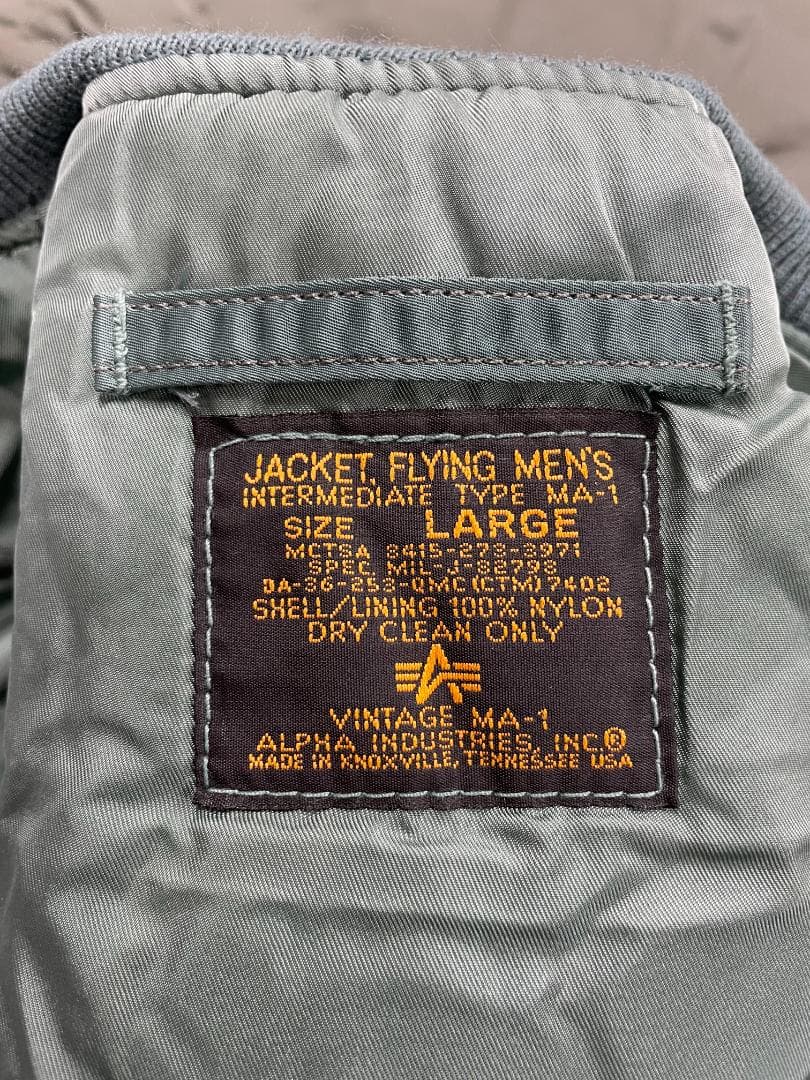 JACKET, FLYING MEN'S
INTERMEDIATE TYPE MA-1
SIZE LARGE
MCTSA 8415-273-3971
SPEC. MIL-J-82798
DA-36-253-QMC(CTM)7402
SHELL/LINING 100% NYLON
DRY CLEAN ONLY
VINTAGE MA-1
ALPHA INDUSTRIES, INC.®
MADE IN KNOXVILLE, TENNESSEE USA